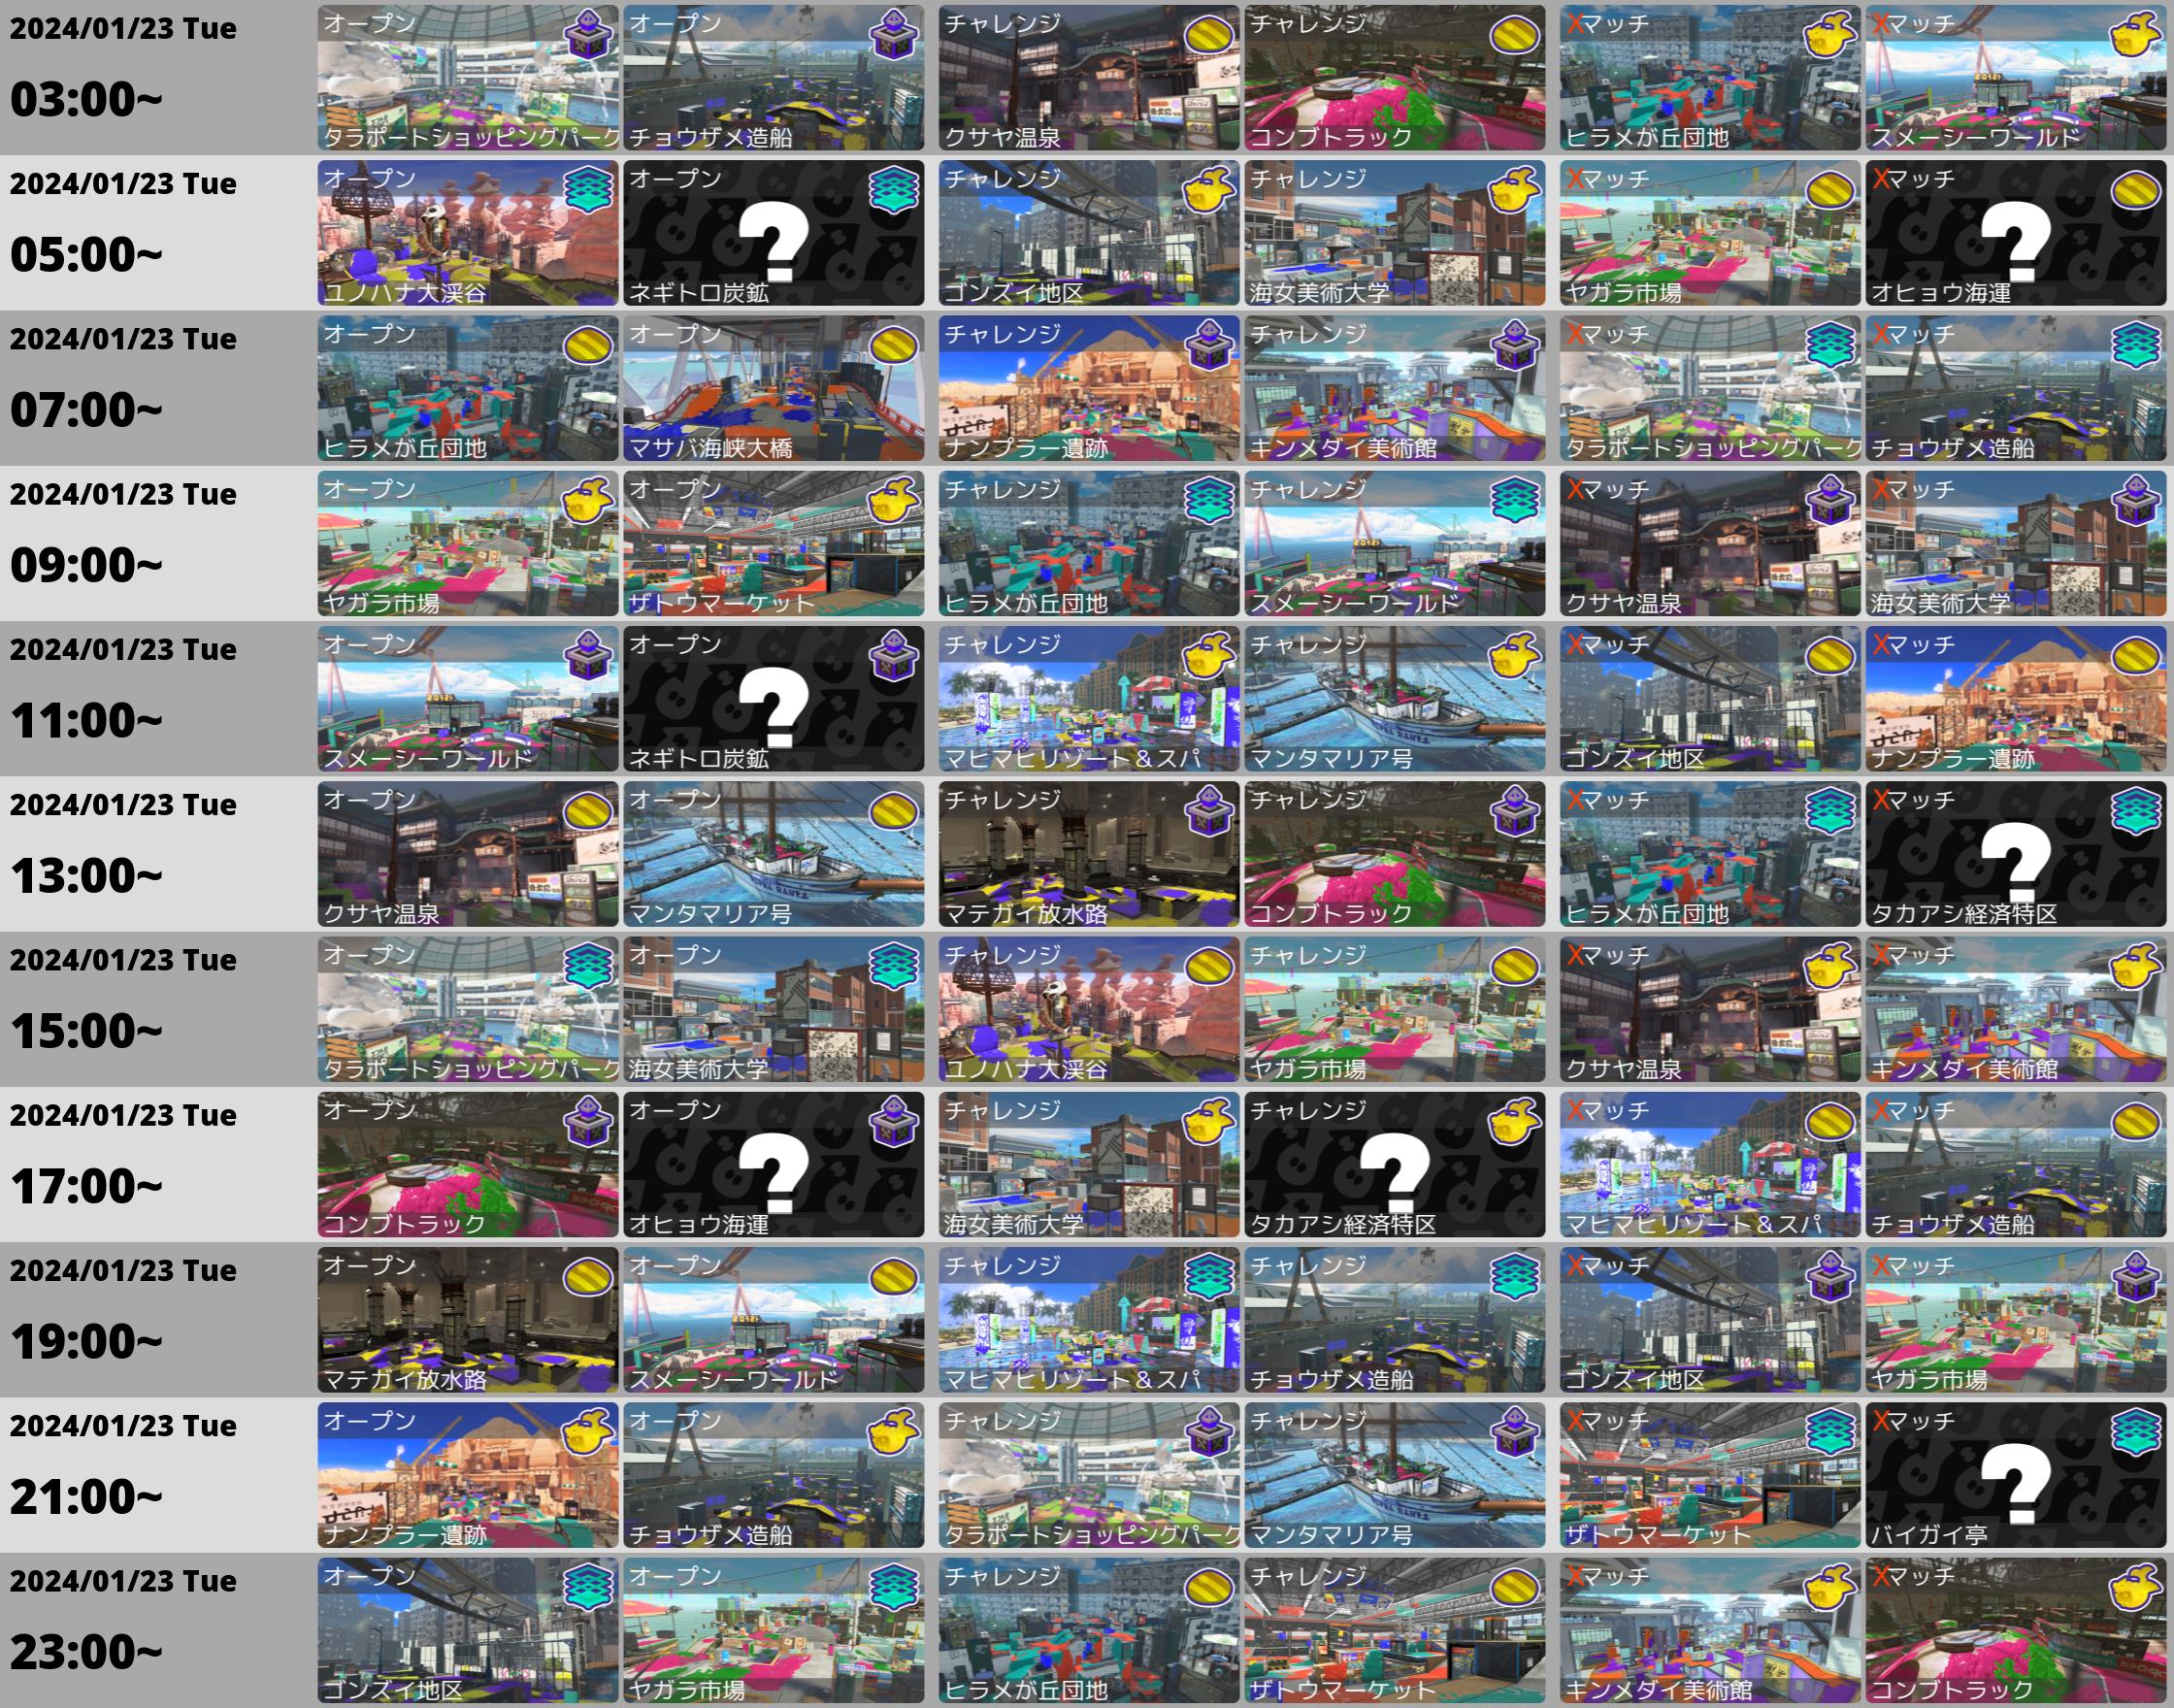 2024/01/23 Tue
03:00~
オープン
タラポートショッピングパーク
オープン
チョウザメ造船
チャレンジ
クサヤ温泉
チャレンジ
コンブトラック
Xマッチ
ヒラメが丘団地
Xマッチ
スメーシーワールド
2024/01/23 Tue
05:00~
オープン
ユノハナ大渓谷
オープン
?
ネギトロ炭鉱
チャレンジ
ゴンズイ地区
チャレンジ
海女美術大学
Xマッチ
ヤガラ市場
Xマッチ
?
オヒョウ海運
2024/01/23 Tue
07:00~
オープン
ヒラメが丘団地
オープン
マサバ海峡大橋
チャレンジ
ナンプラー遺跡
チャレンジ
キンメダイ美術館
Xマッチ
タラポートショッピングパーク
Xマッチ
チョウザメ造船
2024/01/23 Tue
09:00~
オープン
ヤガラ市場
オープン
ザトウマーケット
チャレンジ
ヒラメが丘団地
チャレンジ
スメーシーワールド
Xマッチ
クサヤ温泉
Xマッチ
海女美術大学
2024/01/23 Tue
11:00~
オープン
スメーシーワールド
オープン
?
ネギトロ炭鉱
チャレンジ
マヒマヒリゾート＆スパ
チャレンジ
マンタマリア号
Xマッチ
ゴンズイ地区
Xマッチ
ナンプラー遺跡
2024/01/23 Tue
13:00~
オープン
クサヤ温泉
オープン
マンタマリア号
チャレンジ
マテガイ放水路
チャレンジ
コンブトラック
Xマッチ
ヒラメが丘団地
Xマッチ
?
タカアシ経済特区
2024/01/23 Tue
15:00~
オープン
タラポートショッピングパーク
オープン
海女美術大学
チャレンジ
ユノハナ大渓谷
チャレンジ
ヤガラ市場
Xマッチ
クサヤ温泉
Xマッチ
キンメダイ美術館
2024/01/23 Tue
17:00~
オープン
コンブトラック
オープン
?
オヒョウ海運
チャレンジ
海女美術大学
チャレンジ
?
タカアシ経済特区
Xマッチ
マヒマヒリゾート＆スパ
Xマッチ
チョウザメ造船
2024/01/23 Tue
19:00~
オープン
マテガイ放水路
オープン
スメーシーワールド
チャレンジ
マヒマヒリゾート＆スパ
チャレンジ
チョウザメ造船
Xマッチ
ゴンズイ地区
Xマッチ
ヤガラ市場
2024/01/23 Tue
21:00~
オープン
ナンプラー遺跡
オープン
チョウザメ造船
チャレンジ
タラポートショッピングパーク
チャレンジ
マンタマリア号
Xマッチ
ザトウマーケット
Xマッチ
?
バイガイ亭
2024/01/23 Tue
23:00~
オープン
ゴンズイ地区
オープン
ヤガラ市場
チャレンジ
ヒラメが丘団地
チャレンジ
ザトウマーケット
Xマッチ
キンメダイ美術館
Xマッチ
コンブトラック